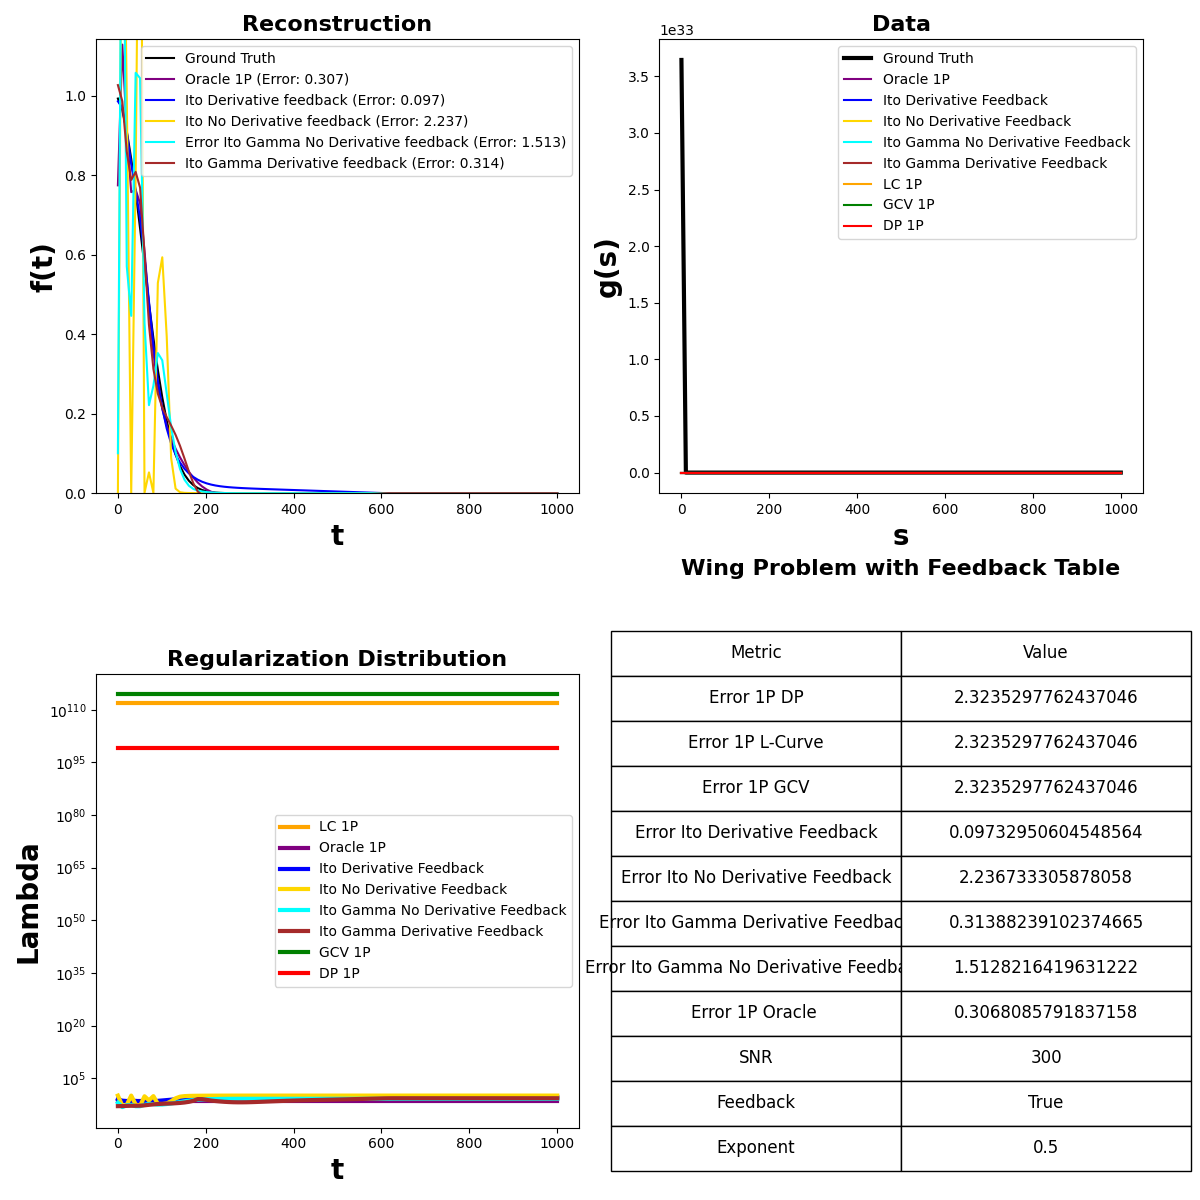 Reconstruction
f(t)
1.0
0.8
0.6
0.4
0.2
0.0
0 200 400 600 800 1000
t
Ground Truth
Oracle 1P (Error: 0.307)
Ito Derivative feedback (Error: 0.097)
Ito No Derivative feedback (Error: 2.237)
Error Ito Gamma No Derivative feedback (Error: 1.513)
Ito Gamma Derivative feedback (Error: 0.314)
Data
1e33
g(s)
3.5
3.0
2.5
2.0
1.5
1.0
0.5
0.0
0 200 400 600 800 1000
s
Ground Truth
Oracle 1P
Ito Derivative Feedback
Ito No Derivative Feedback
Ito Gamma No Derivative Feedback
Ito Gamma Derivative Feedback
LC 1P
GCV 1P
DP 1P
Regularization Distribution
Lambda
10^110
10^95
10^80
10^65
10^50
10^35
10^20
10^5
0 200 400 600 800 1000
t
LC 1P
Oracle 1P
Ito Derivative Feedback
Ito No Derivative Feedback
Ito Gamma No Derivative Feedback
Ito Gamma Derivative Feedback
GCV 1P
DP 1P
Wing Problem with Feedback Table
Metric Value
Error 1P DP 2.3235297762437046
Error 1P L-Curve 2.3235297762437046
Error 1P GCV 2.3235297762437046
Error Ito Derivative Feedback 0.09732950604548564
Error Ito No Derivative Feedback 2.236733305878058
Error Ito Gamma Derivative Feedbac 0.31388239102374665
Error Ito Gamma No Derivative Feedba 1.5128216419631222
Error 1P Oracle 0.3068085791837158
SNR 300
Feedback True
Exponent 0.5